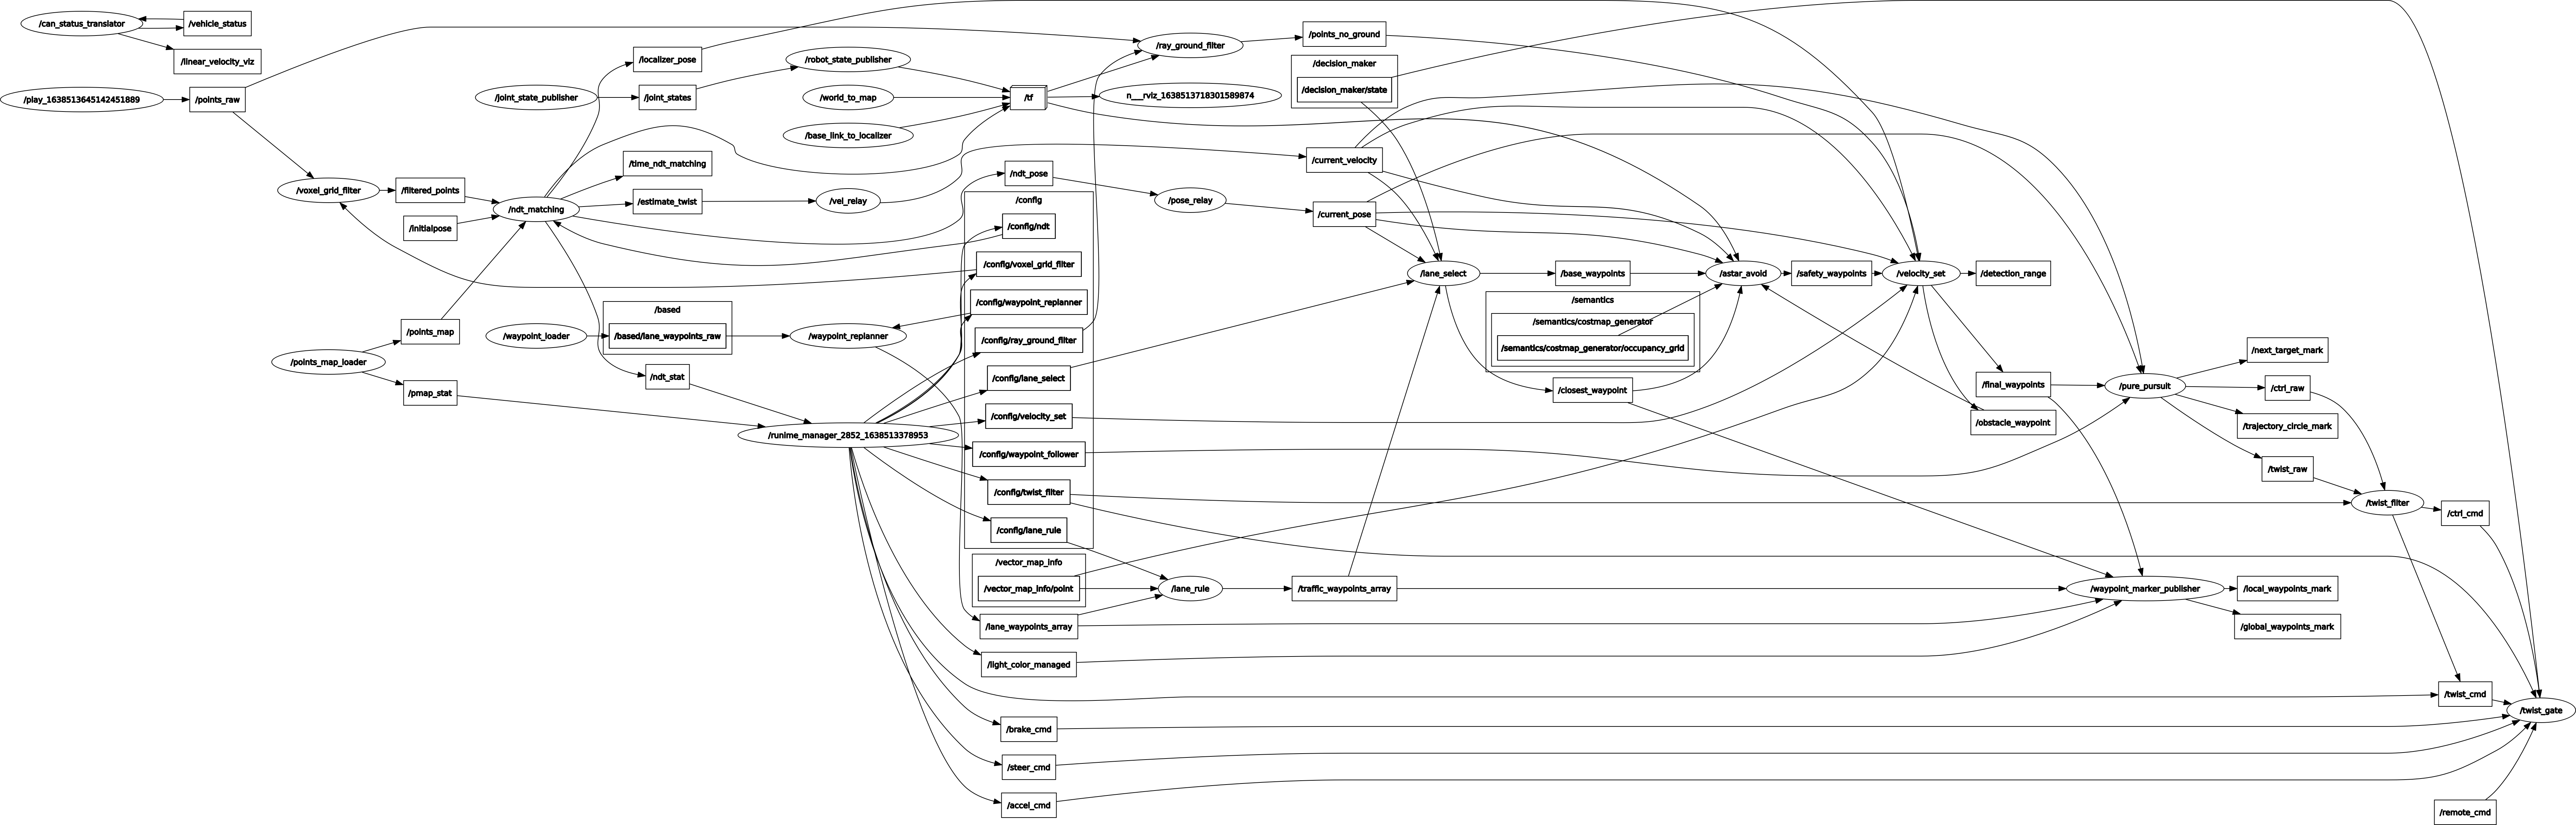 /can_status_translator
/vehicle_status
/linear_velocity_viz
/play_1638513645142451889
/points_raw
/voxel_grid_filter
/filtered_points
/initialpose
/points_map_loader
/points_map
/pmap_stat
/ndt_matching
/joint_state_publisher
/waypoint_loader
/localizer_pose
/joint_states
/time_ndt_matching
/estimate_twist
/based
/based/lane_waypoints_raw
/ndt_stat
/robot_state_publisher
/world_to_map
/base_link_to_localizer
/vel_relay
/waypoint_replanner
/runime_manager_2852_1638513378953
/tf
/ndt_pose
/config
/config/ndt
/config/voxel_grid_filter
/config/waypoint_replanner
/config/ray_ground_filter
/config/lane_select
/config/velocity_set
/config/waypoint_follower
/config/twist_filter
/config/lane_rule
/vector_map_info
/vector_map_info/point
/lane_waypoints_array
/light_color_managed
/brake_cmd
/steer_cmd
/accel_cmd
/ray_ground_filter
n___rviz_1638513718301589874
/pose_relay
/lane_rule
/points_no_ground
/decision_maker
/decision_maker/state
/current_velocity
/current_pose
/traffic_waypoints_array
/lane_select
/base_waypoints
/semantics
/semantics/costmap_generator
/semantics/costmap_generator/occupancy_grid
/closest_waypoint
/astar_avoid
/safety_waypoints
/velocity_set
/detection_range
/final_waypoints
/obstacle_waypoint
/pure_pursuit
/waypoint_marker_publisher
/next_target_mark
/ctrl_raw
/trajectory_circle_mark
/twist_raw
/local_waypoints_mark
/global_waypoints_mark
/twist_filter
/ctrl_cmd
/twist_cmd
/twist_gate
/remote_cmd